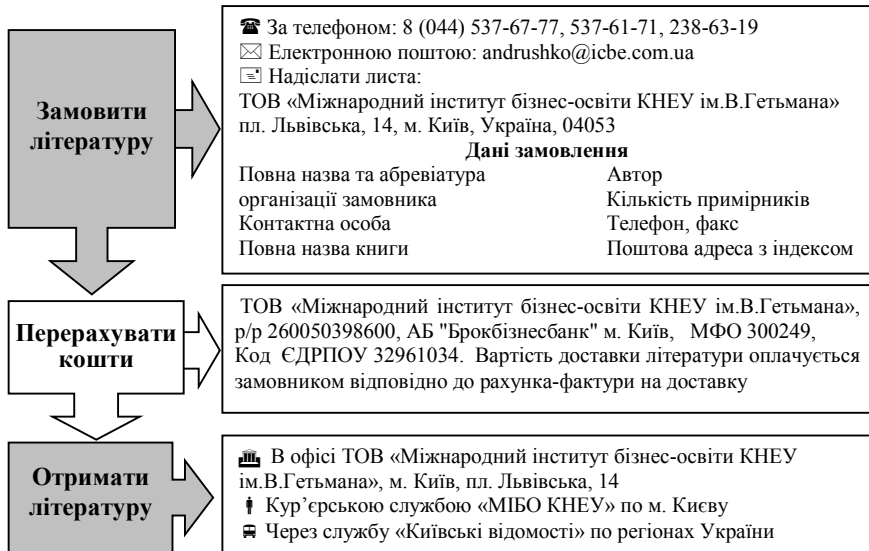 Замовити
літературу
☎ За телефоном: 8 (044) 537-67-77, 537-61-71, 238-63-19
Електронною поштою: andrushko@icbe.com.ua
Надіслати листа:
ТОВ «Міжнародний інститут бізнес-освіти КНЕУ ім.В.Гетьмана»
пл. Львівська, 14, м. Київ, Україна, 04053
Дані замовлення
Повна назва та абревіатура
організації замовника
Контактна особа
Повна назва книги
Автор
Кількість примірників
Телефон, факс
Поштова адреса з індексом
Перерахувати
кошти
ТОВ «Міжнародний інститут бізнес-освіти КНЕУ ім.В.Гетьмана»,
р/р 260050398600, АБ "Брокбізнесбанк" м. Київ, МФО 300249,
Код ЄДРПОУ 32961034. Вартість доставки літератури оплачується
замовником відповідно до рахунка-фактури на доставку
Отримати
літературу
В офісі ТОВ «Міжнародний інститут бізнес-освіти КНЕУ
ім.В.Гетьмана», м. Київ, пл. Львівська, 14
Кур’єрською службою «МІБО КНЕУ» по м. Києву
Через службу «Київські відомості» по регіонах України